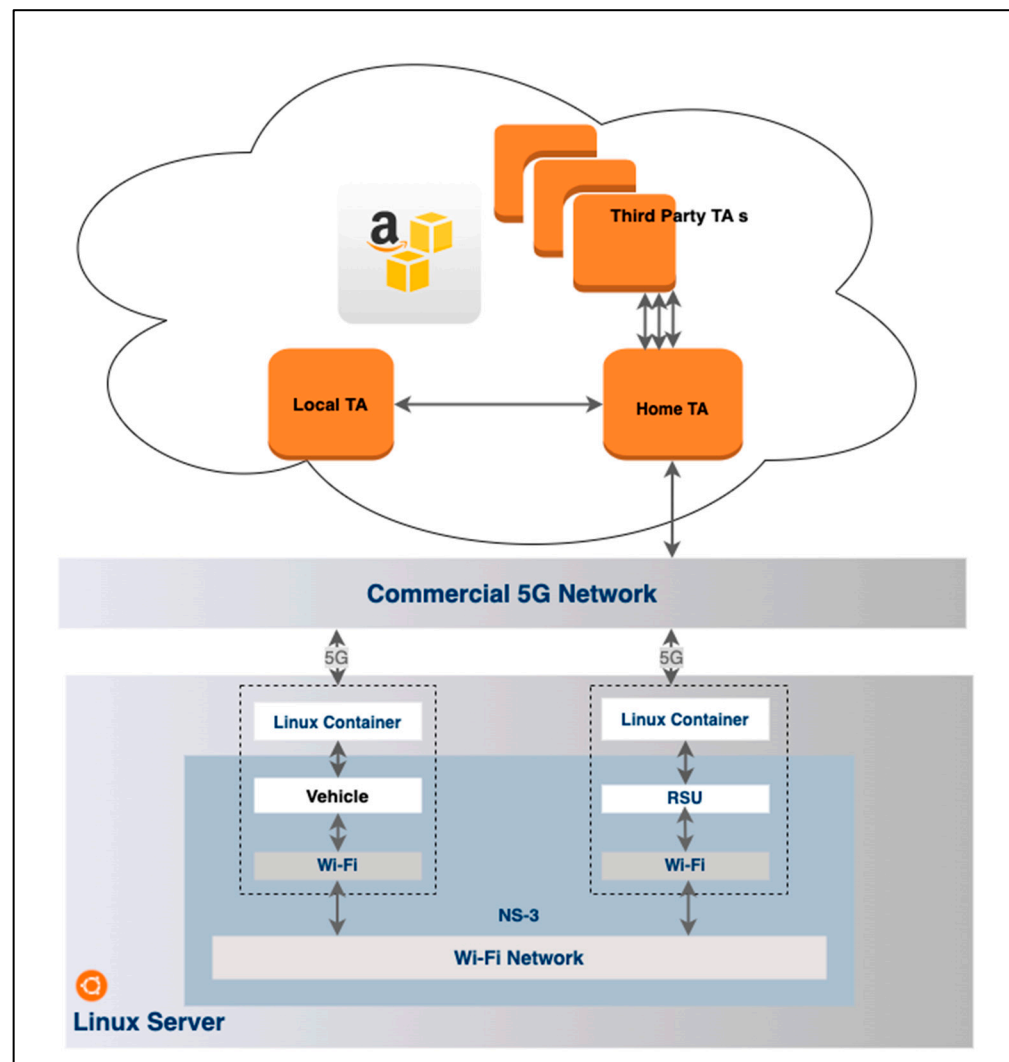 a
Third Party TA s
Local TA
Home TA
Commercial 5G Network
5G
5G
Linux Container
Linux Container
Vehicle
RSU
Wi-Fi
Wi-Fi
NS-3
Wi-Fi Network
Linux Server